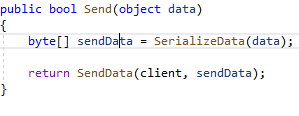 public bool Send(object data)
{
byte[] sendData = SerializeData(data);
return SendData(client, sendData);
}